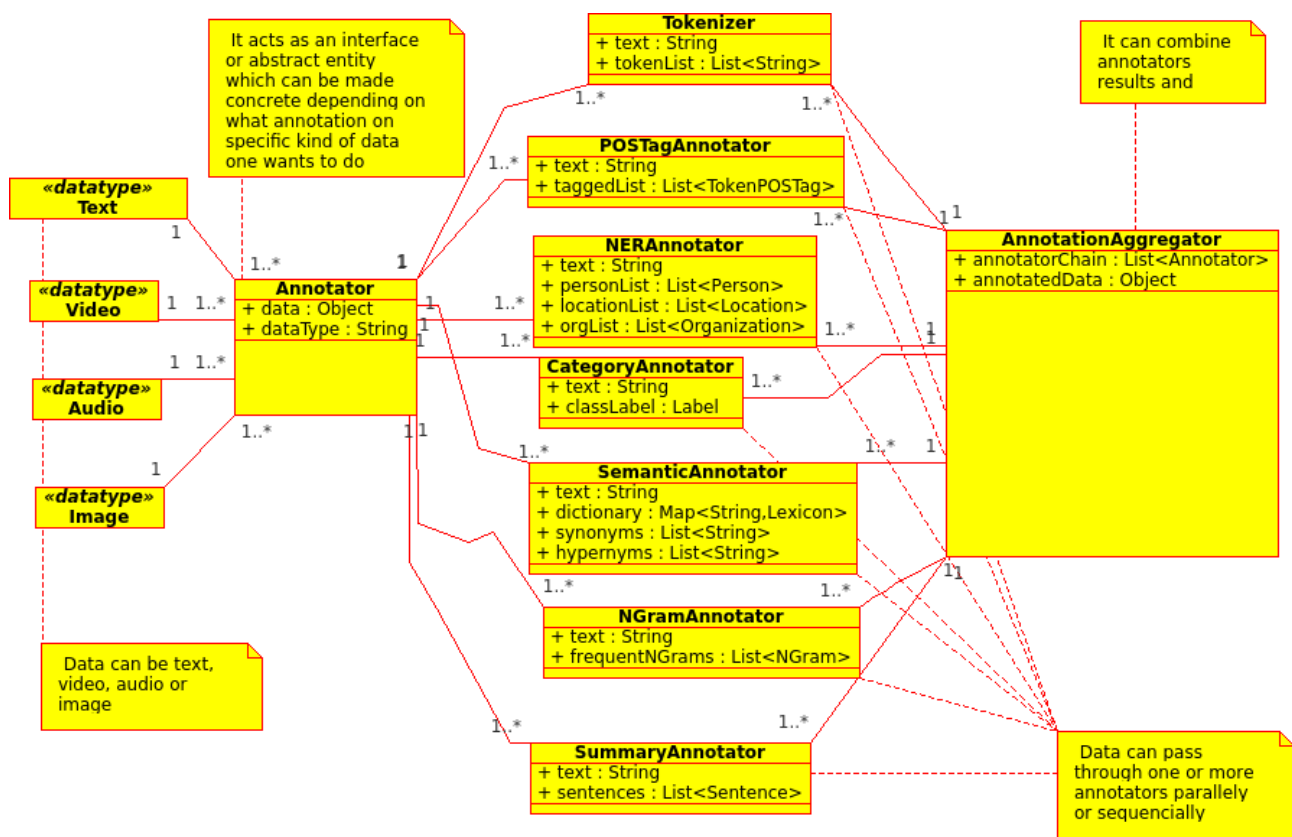 It acts as an interface
or abstract entity
which can be made
concrete depending on
what annotation on
specific kind of data
one wants to do
Tokenizer
+ text : String
+ tokenList : List<String>
It can combine
annotators
results and
1..*
1..*
POSTagAnnotator
+ text : String
+ taggedList : List<TokenPOSTag>
1..*
1..*
«datatype»
Text
1
1
1
NERAnnotator
+ text : String
+ personList : List<Person>
+ locationList : List<Location>
+ orgList : List<Organization>
AnnotationAggregator
+ annotatorChain : List<Annotator>
+ annotatedData : Object
1..*
1
1
«datatype»
Video
1
1..*
Annotator
+ data : Object
+ dataType : String
1
1
1
1..*
1..*
1..*
1
1
«datatype»
Audio
1
1..*
CategoryAnnotator
+ text : String
+ classLabel : Label
1..*
1..*
1
1
1
1..*
1..*
1
«datatype»
Image
SemanticAnnotator
+ text : String
+ dictionary : Map<String,Lexicon>
+ synonyms : List<String>
+ hypernyms : List<String>
1..*
1..*
1
1
NGramAnnotator
+ text : String
+ frequentNGrams : List<NGram>
Data can be text,
video, audio or
image
1..*
1..*
SummaryAnnotator
+ text : String
+ sentences : List<Sentence>
Data can pass
through one or more
annotators parallely
or sequencially